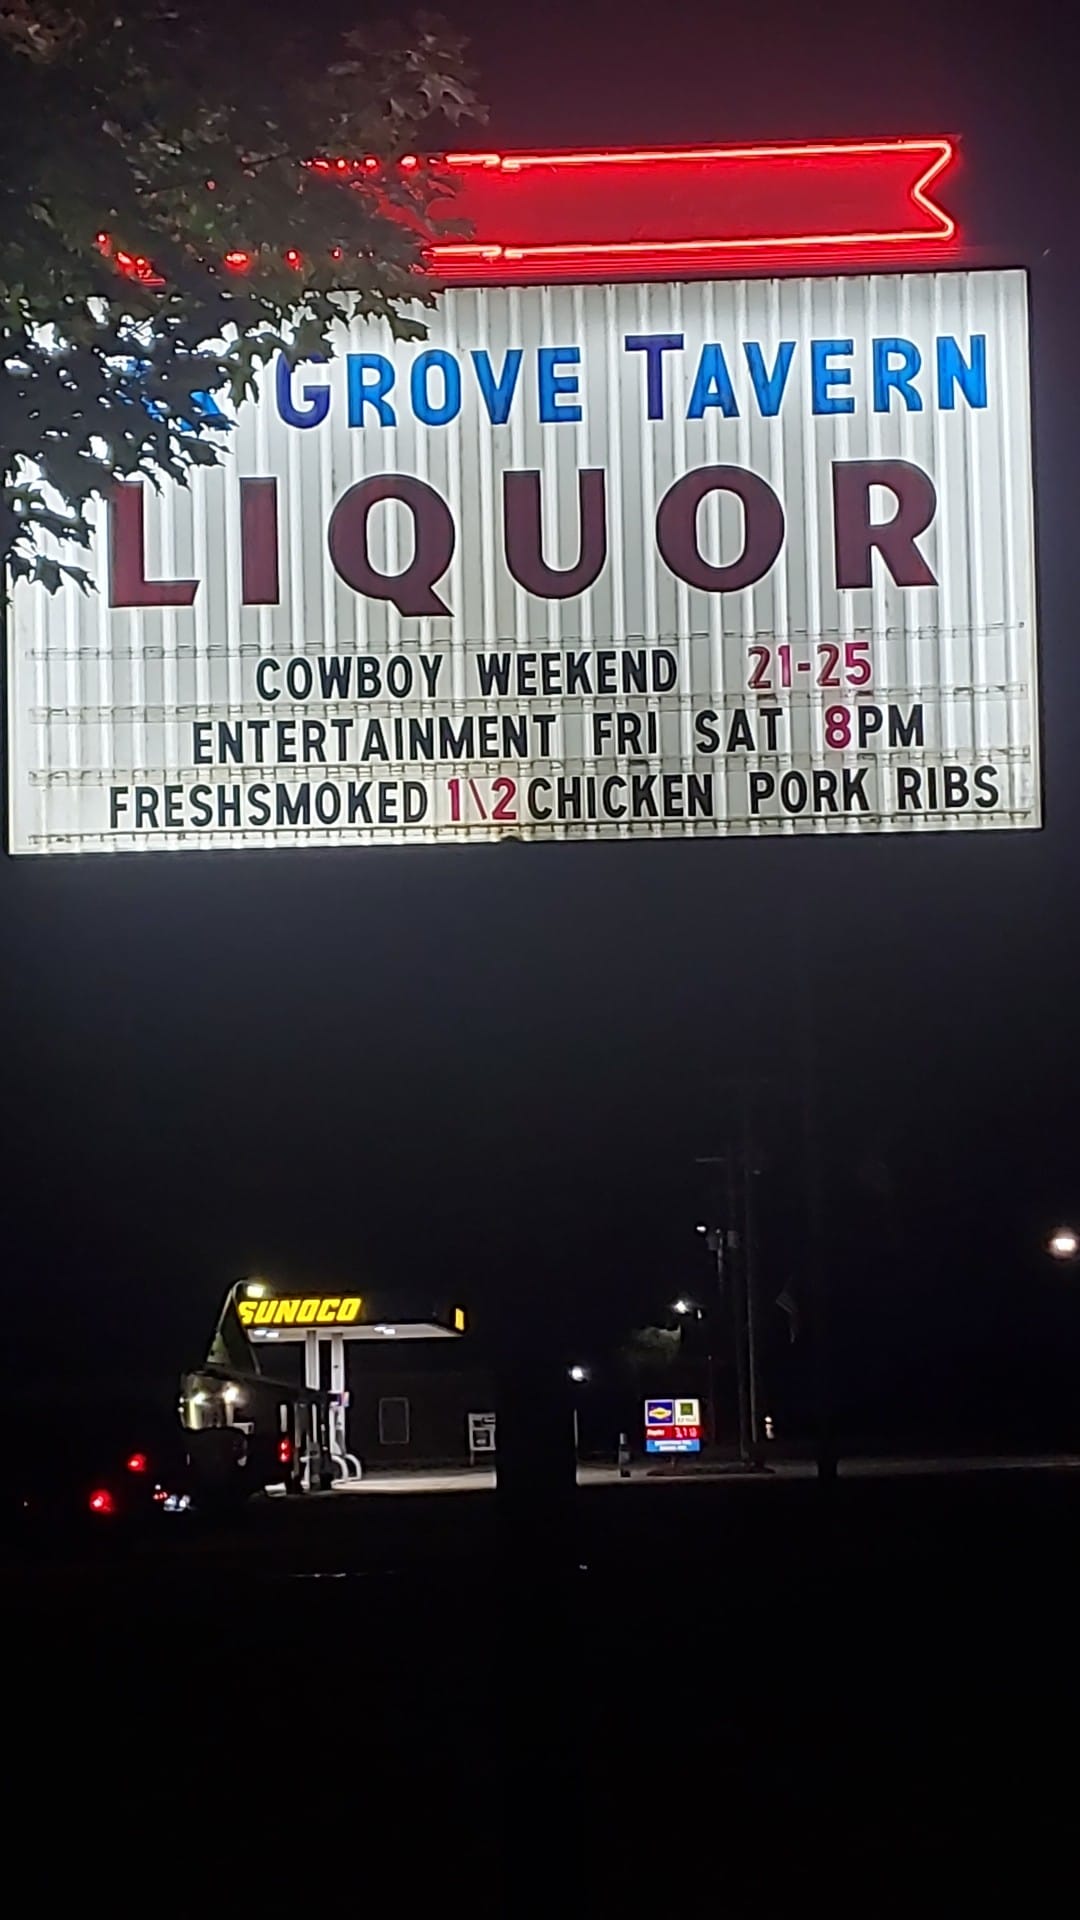 GROVE TAVERN
LIQUOR
COWBOY WEEKEND 21-25
ENTERTAINMENT FRI SAT 8PM
FRESHSMOKED 1\2 CHICKEN PORK RIBS
SUNOCO